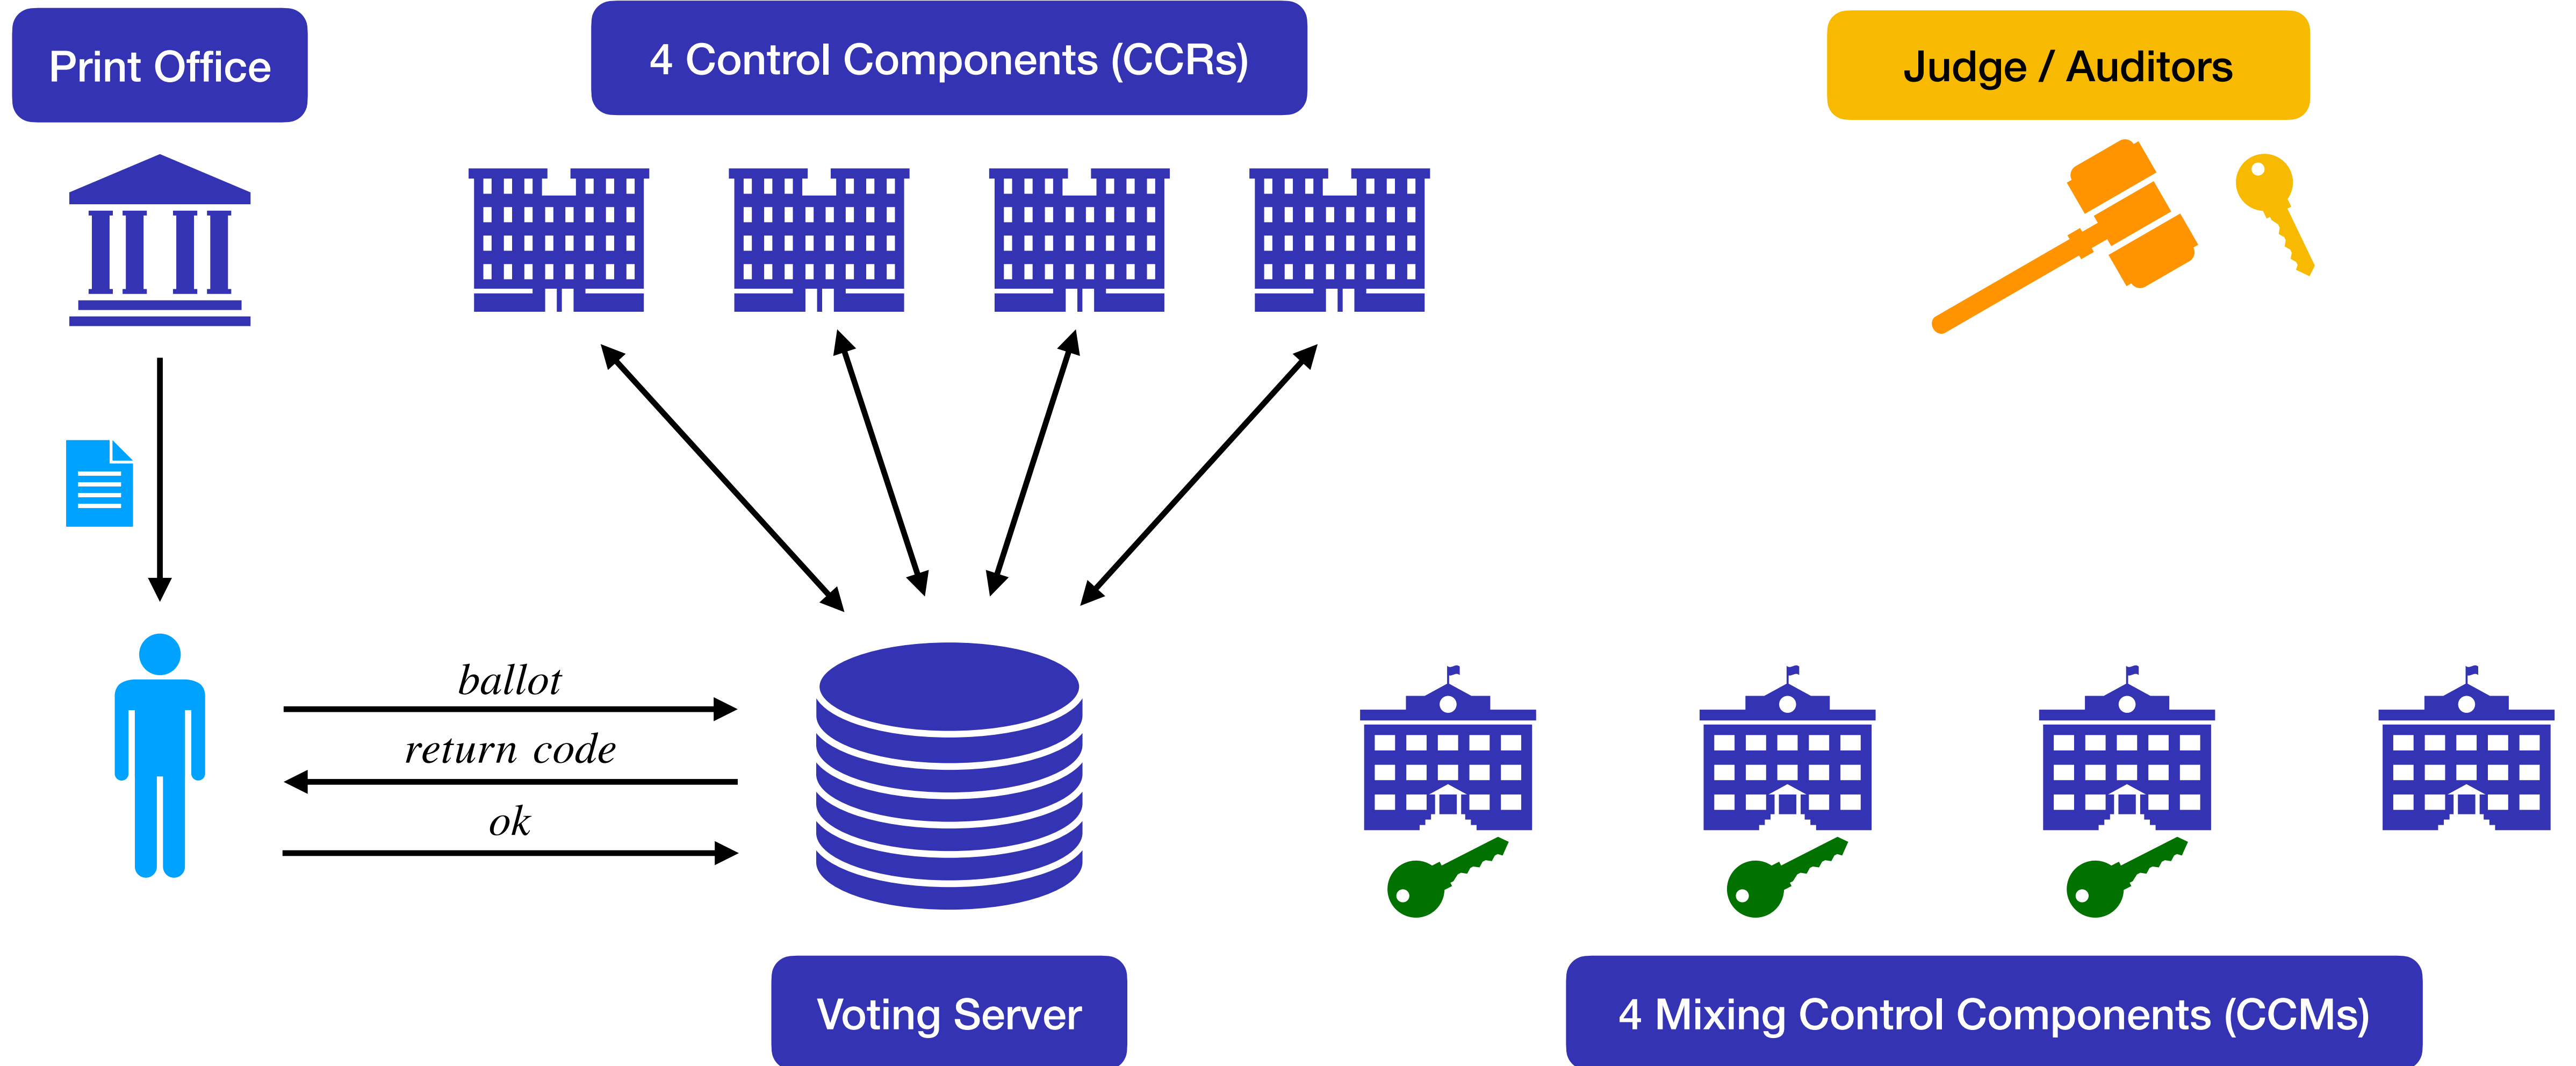 Print Office
4 Control Components (CCRs)
Judge / Auditors
ballot
return code
ok
Voting Server
4 Mixing Control Components (CCMs)